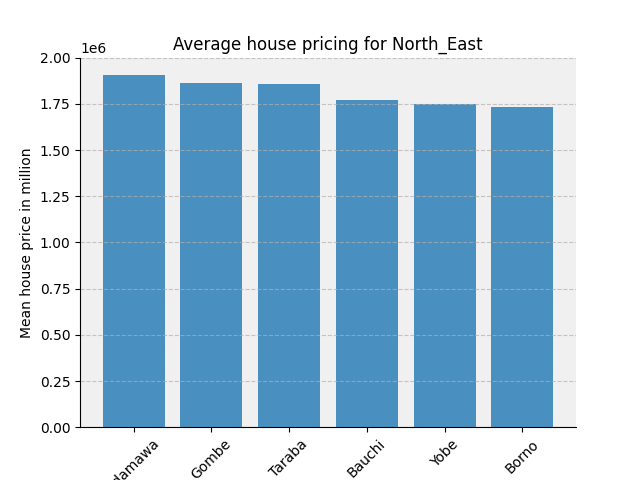 Average house pricing for North_East
1e6
2.00
1.75
1.50
1.25
1.00
0.75
0.50
0.25
0.00
Mean house price in million
Gombe
Taraba
Bauchi
Yobe
Borno